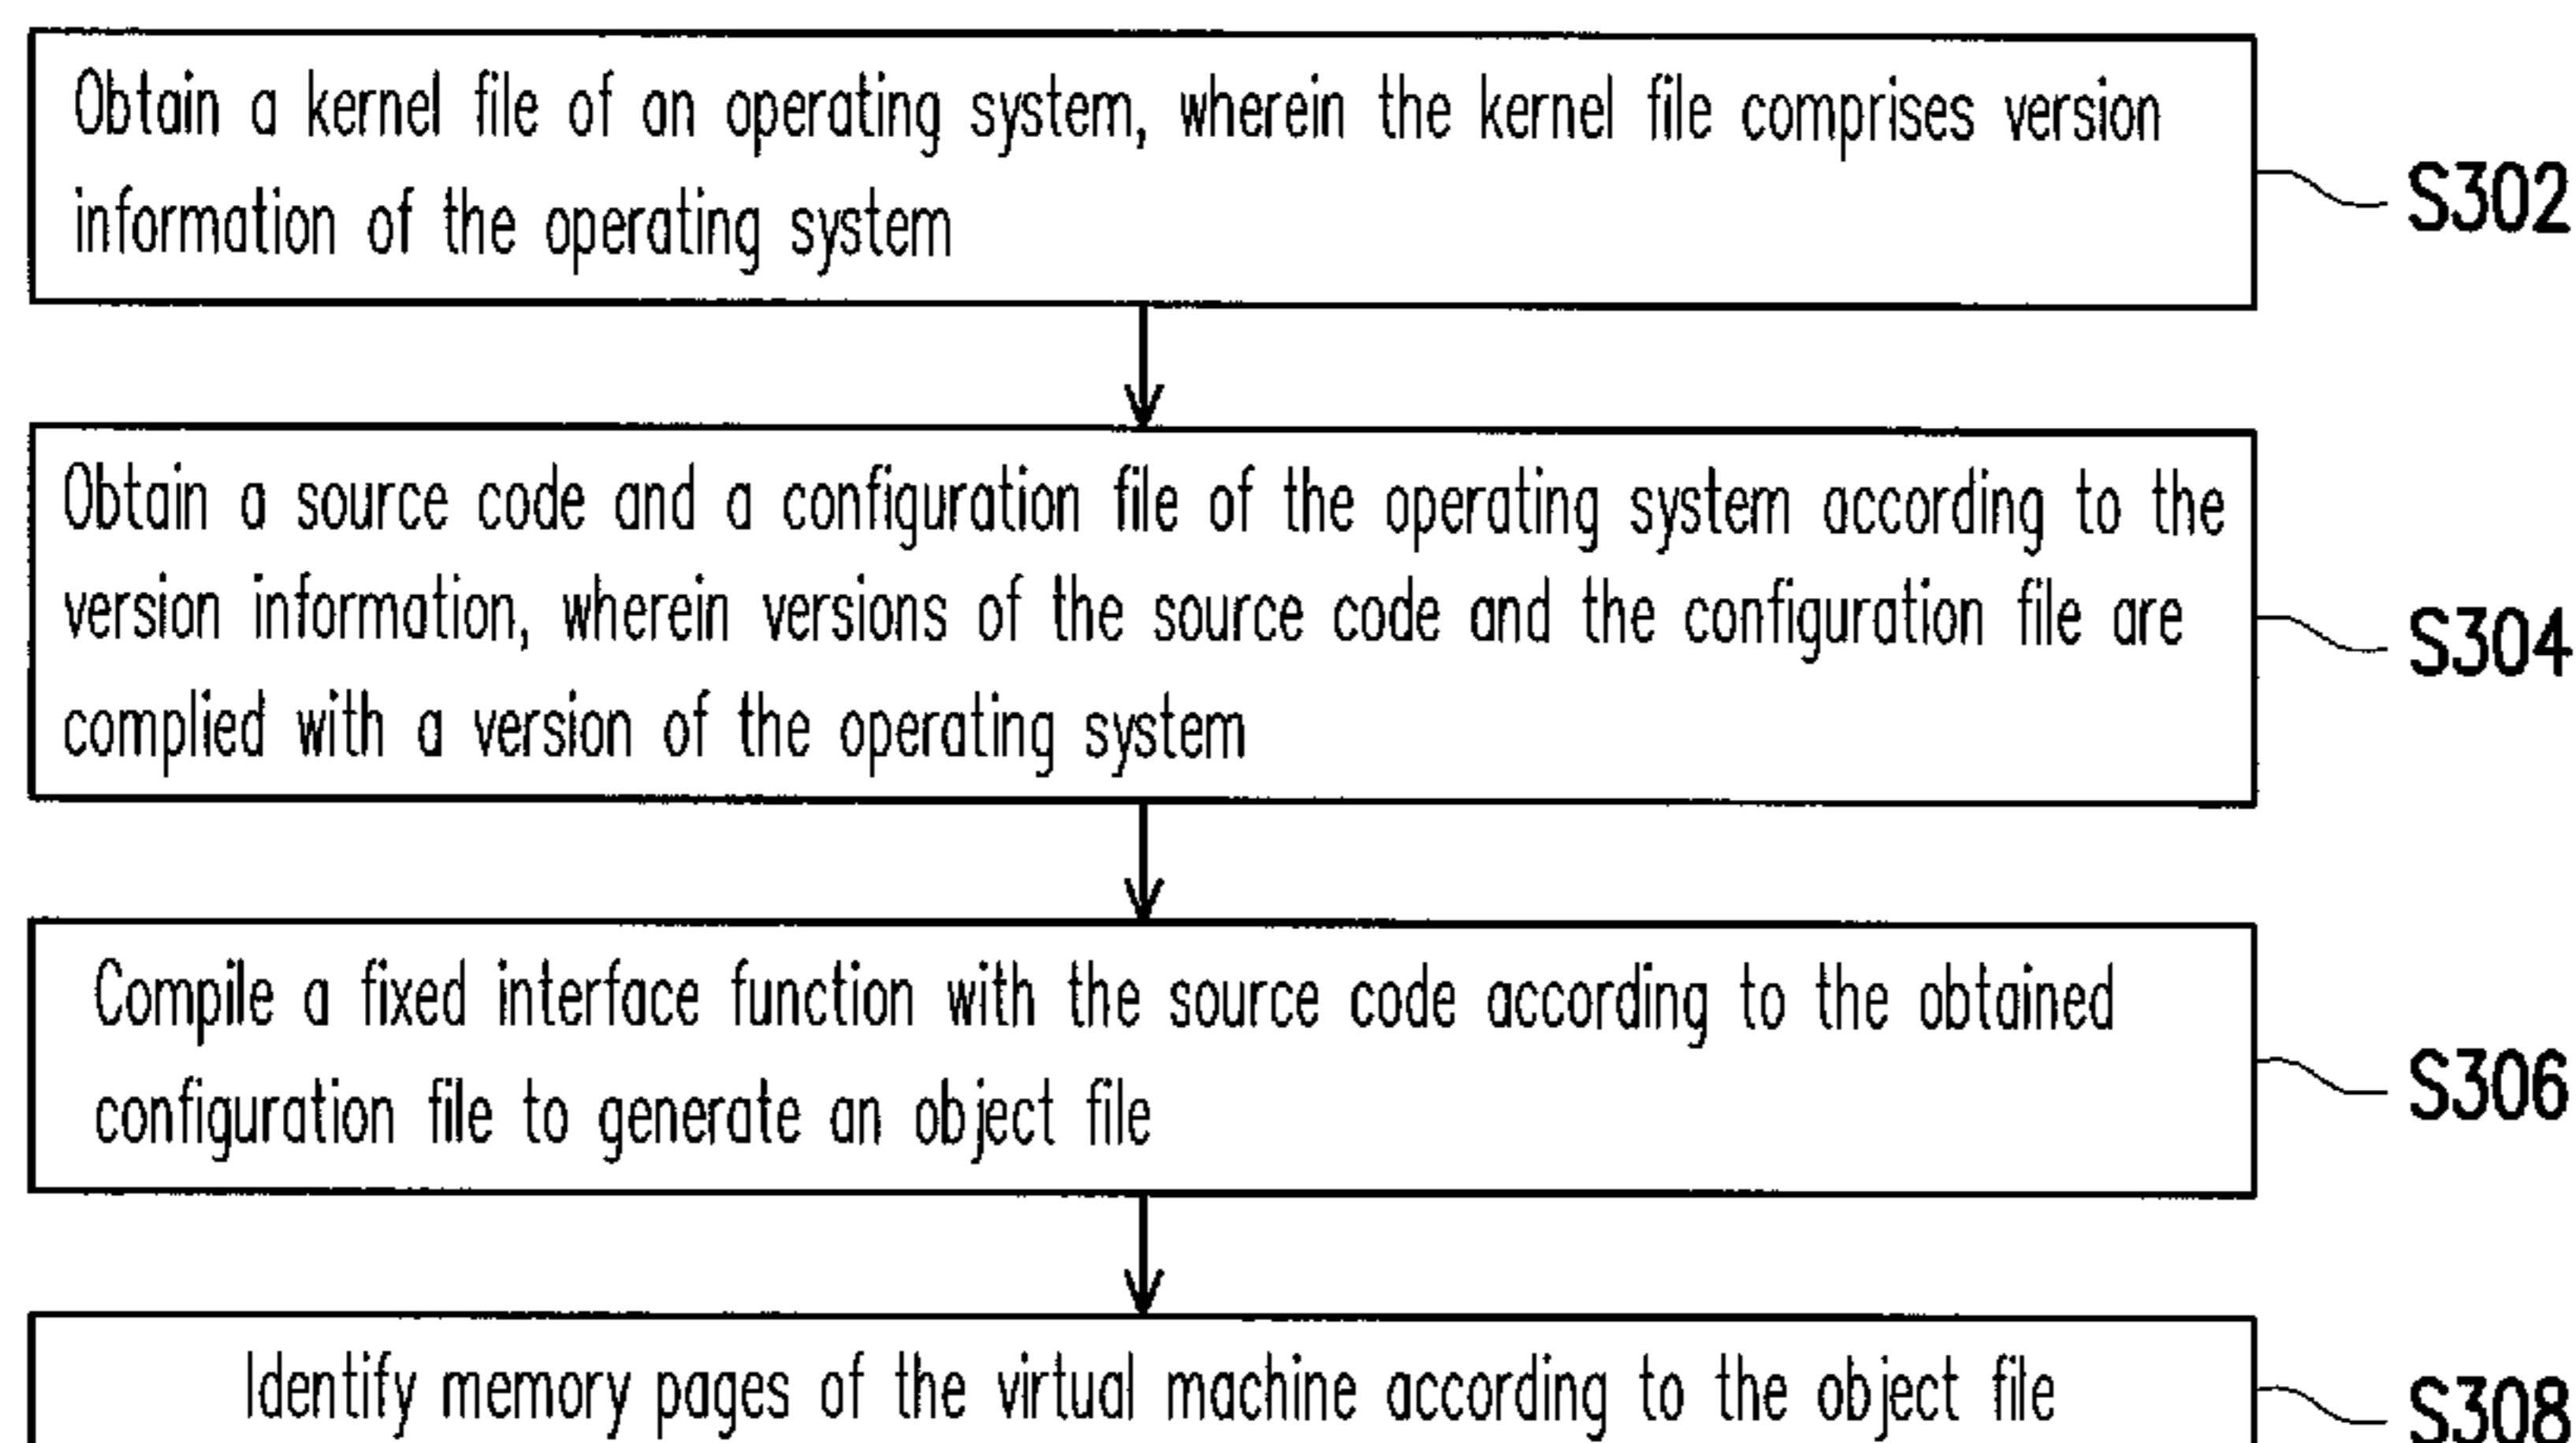 Obtain a kernel file of an operating system, wherein the kernel file comprises version
information of the operating system
S302
Obtain a source code and a configuration file of the operating system according to the
version information, wherein versions of the source code and the configuration file are
complied with a version of the operating system
S304
Compile a fixed interface function with the source code according to the obtained
configuration file to generate an object file
S306
Identify memory pages of the virtual machine according to the object file
S308